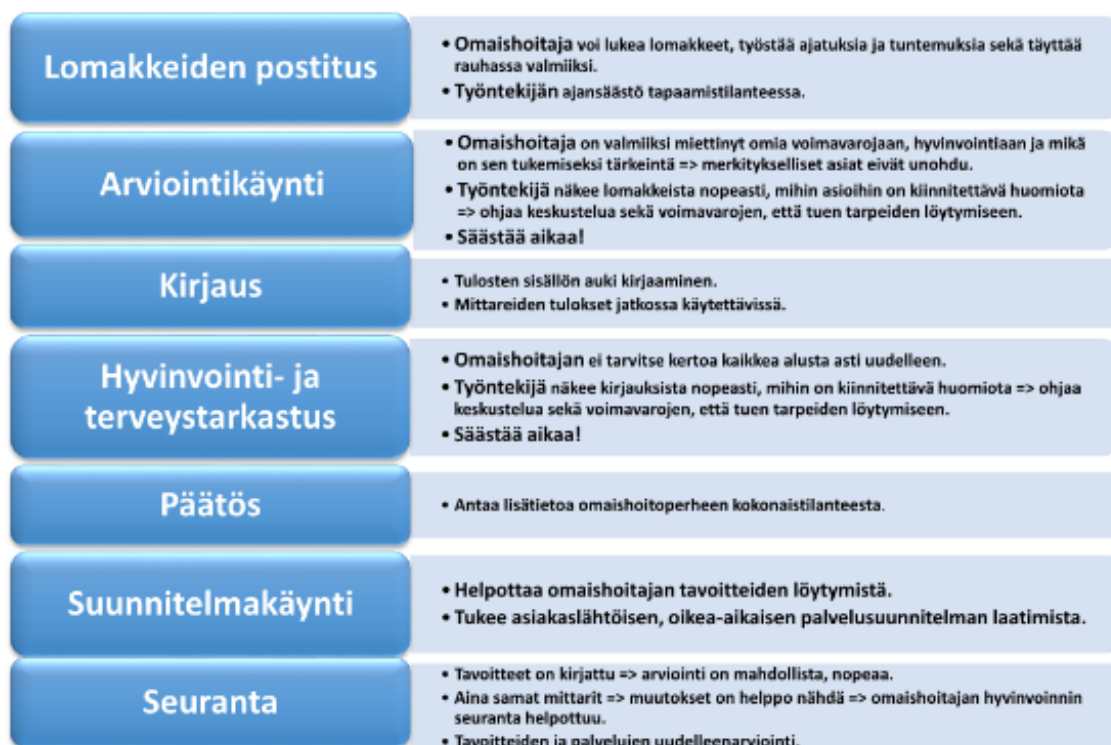 Lomakkeiden postitus
• Omaishoitaja voi lukea lomakkeet, työstää ajatuksia ja tuntemuksia sekä täyttää
rauhassa valmiiksi.
• Työntekijän ajansäästö tapaamistilanteessa.
Arviointikäynti
• Omaishoitaja on valmiiksi miettinyt omia voimavarojaan, hyvinvointiaan ja mikä
on sen tukemiseksi tärkeintä => merkitykselliset asiat eivät unohdu.
• Työntekijä näkee lomakkeista nopeasti, mihin asioihin on kiinnitettävä huomiota
=> ohjaa keskustelua sekä voimavarojen, että tuen tarpeiden löytymiseen.
• Säästää aikaa!
Kirjaus
• Tulosten sisällön auki kirjaaminen.
• Mittareiden tulokset jatkossa käytettävissä.
Hyvinvointi- ja
terveystarkastus
• Omaishoitajan ei tarvitse kertoa kaikkea alusta asti uudelleen.
• Työntekijä näkee kirjauksista nopeasti, mihin on kiinnitettävä huomiota => ohjaa
keskustelua sekä voimavarojen, että tuen tarpeiden löytymiseen.
• Säästää aikaa!
Päätös
• Antaa lisätietoa omaishoitoperheen kokonaistilanteesta.
Suunnitelmakäynti
• Helpottaa omaishoitajan tavoitteiden löytymistä.
• Tukee asiakaslähtöisen, oikea-aikaisen palvelusuunnitelman laatimista.
Seuranta
• Tavoitteet on kirjattu => arviointi on mahdollista, nopeaa.
• Aina samat mittarit => muutokset on helppo nähdä => omaishoitajan hyvinvoinnin
seuranta helpottuu.
• Tavoitteiden ja palvelujen uudelleenarviointi.